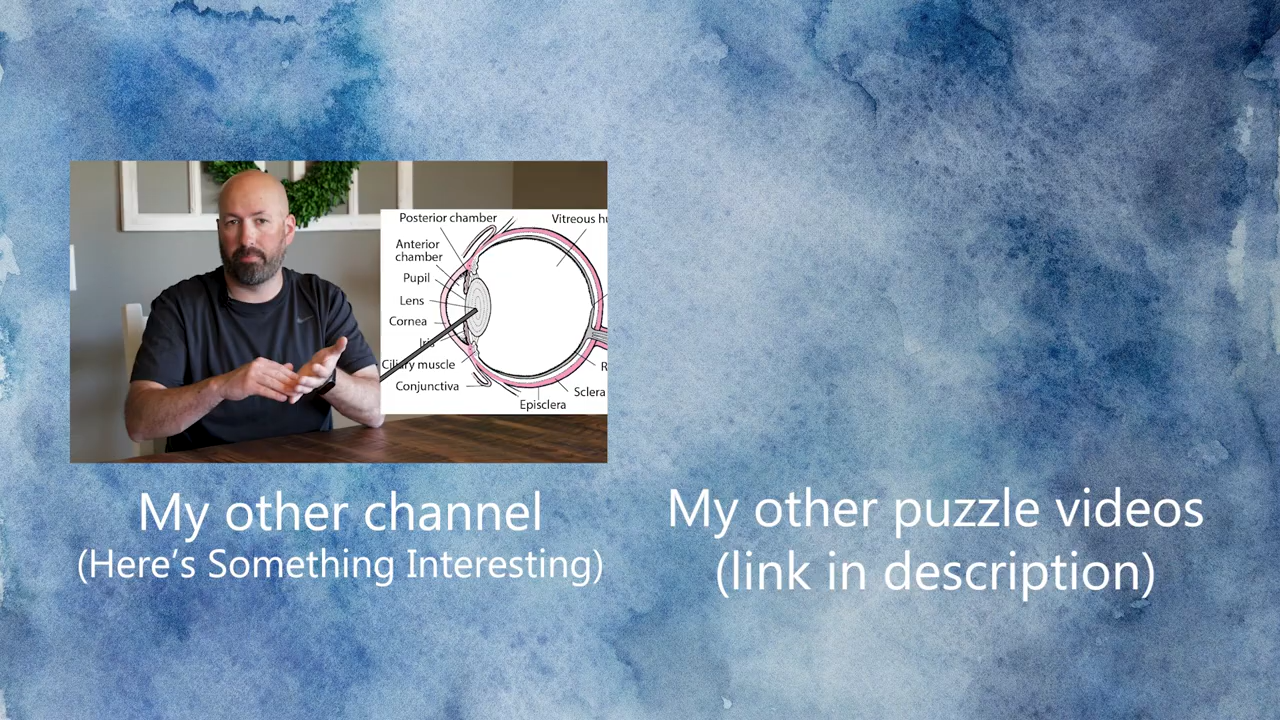 Posterior chamber
Vitreous hu
Anterior
chamber
Pupil
Lens
Cornea
Iris
Ciliary muscle
R
Conjunctiva
Sclera
Episclera
My other channel
(Here's Something Interesting)
My other puzzle videos
(link in description)